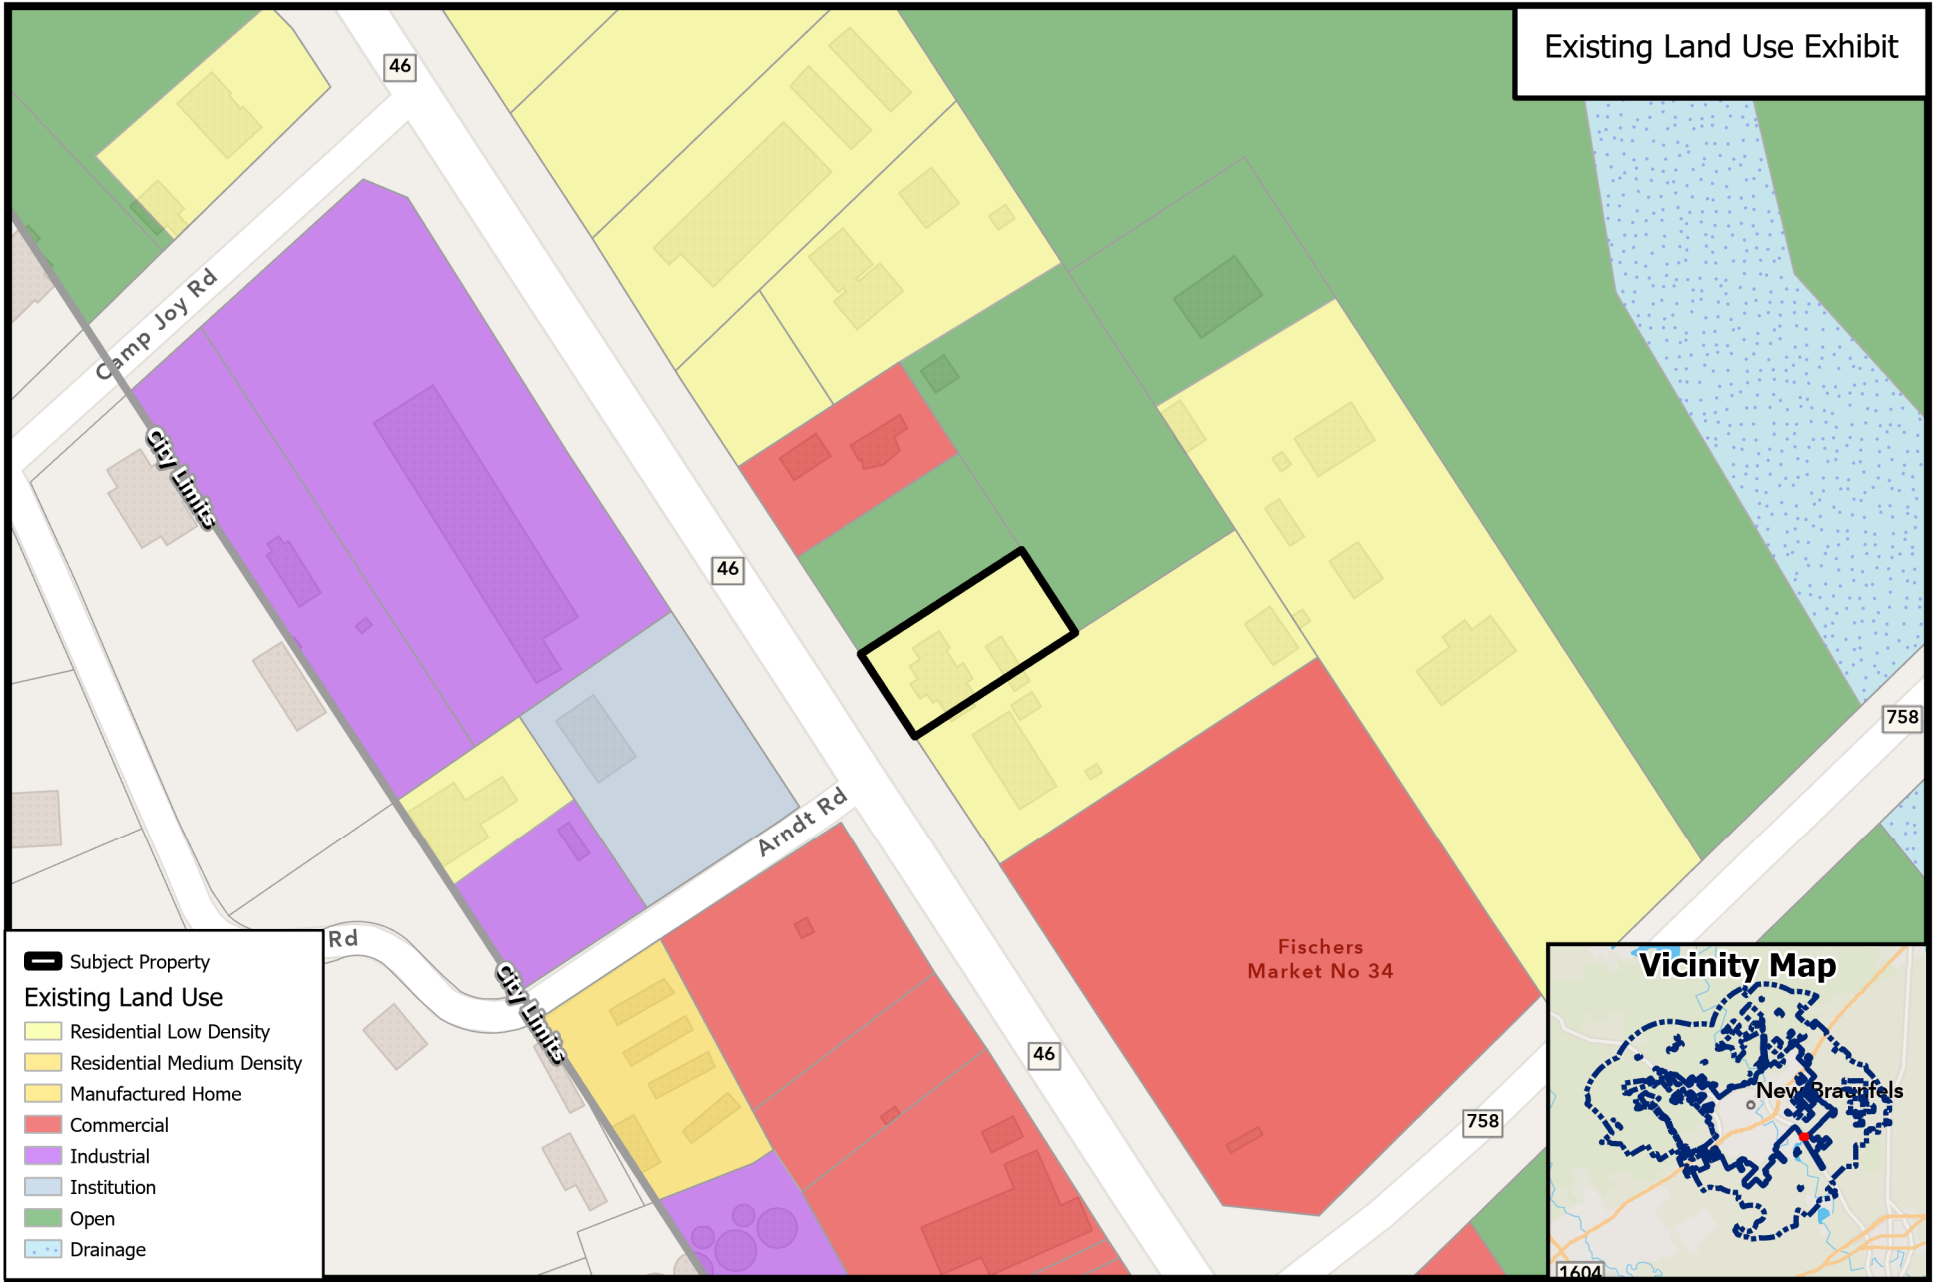 Existing Land Use Exhibit
46
Camp Joy Rd
City Limits
46
758
Arndt Rd
Rd
City Limits
Fischers
Market No 34
46
758
Subject Property
Existing Land Use
Residential Low Density
Residential Medium Density
Manufactured Home
Commercial
Industrial
Institution
Open
Drainage
Vicinity Map
New Braunfels
1604